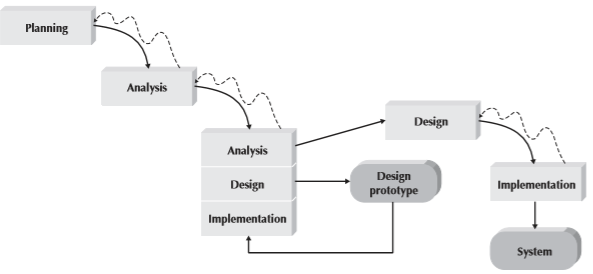 Planning
Analysis
Analysis
Design
Implementation
Design
prototype
Design
Implementation
System